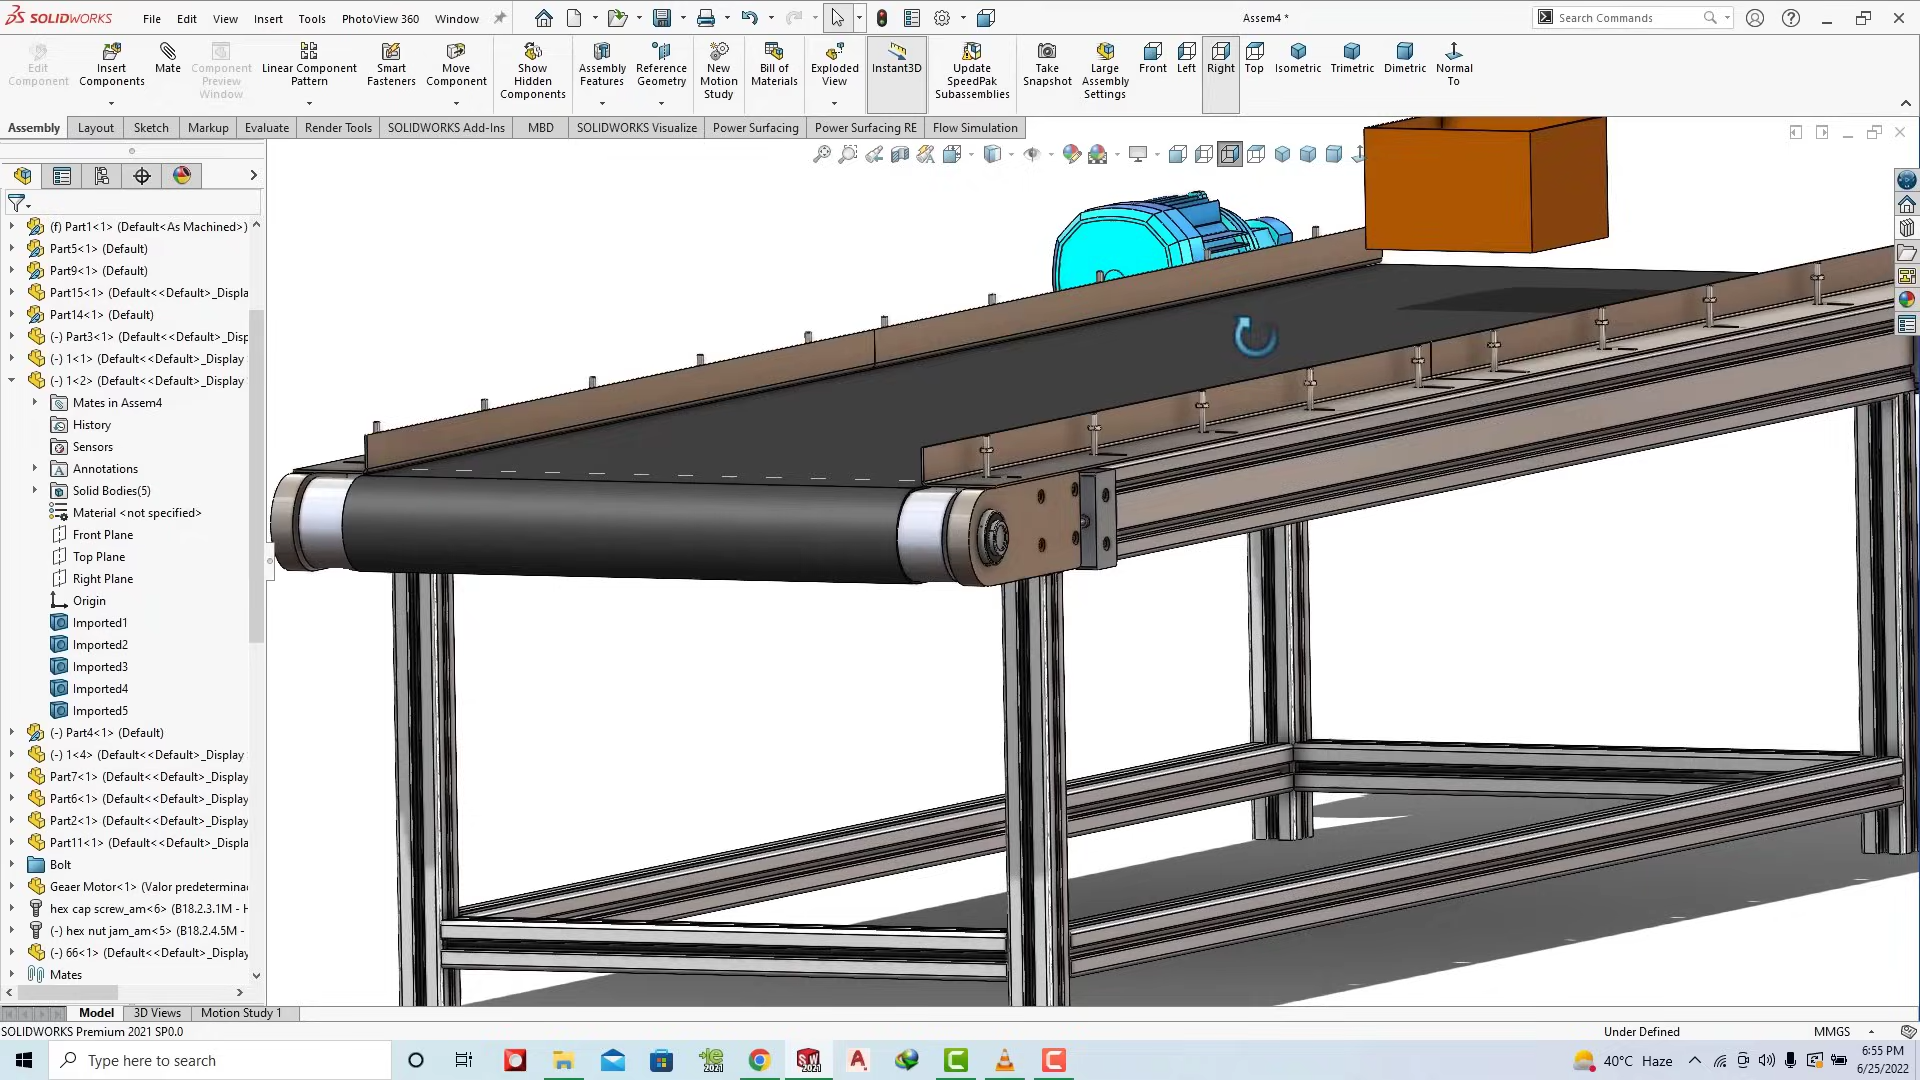 SOLIDWORKS File Edit View Insert Tools PhotoView 360 Window Assem4 * Search Commands
Edit Component
Insert Components
Mate
Component Preview Window
Linear Component Pattern
Smart Fasteners
Move Component
Show Hidden Components
Assembly Features
Reference Geometry
New Motion Study
Bill of Materials
Exploded View
Instant3D
Update SpeedPak Subassemblies
Take Snapshot
Large Assembly Settings
Front
Left
Right
Top
Isometric
Trimetric
Dimetric
Normal To
Assembly Layout Sketch Markup Evaluate Render Tools SOLIDWORKS Add-Ins MBD SOLIDWORKS Visualize Power Surfacing Power Surfacing RE Flow Simulation
(f) Part1<1> (Default<As Machined>)
Part5<1> (Default)
Part9<1> (Default)
Part15<1> (Default<<Default>_Displa
Part14<1> (Default)
(-) Part3<1> (Default<<Default>_Disp
(-) 1<1> (Default<<Default>_Display
(-) 1<2> (Default<<Default>_Display
Mates in Assem4
History
Sensors
Annotations
Solid Bodies(5)
Material <not specified>
Front Plane
Top Plane
Right Plane
Origin
Imported1
Imported2
Imported3
Imported4
Imported5
(-) Part4<1> (Default)
(-) 1<4> (Default<<Default>_Display
Part7<1> (Default<<Default>_Display
Part6<1> (Default<<Default>_Display
Part2<1> (Default<<Default>_Display
Part11<1> (Default<<Default>_Displa
Bolt
Geaer Motor<1> (Valor predetermina
hex cap screw_am<6> (B18.2.3.1M - H
(-) hex nut jam_am<5> (B18.2.4.5M -
(-) 66<1> (Default<<Default>_Display
Mates
Model 3D Views Motion Study 1
SOLIDWORKS Premium 2021 SP0.0 Under Defined MMGS
Type here to search 40°C Haze 6:55 PM
6/25/2022